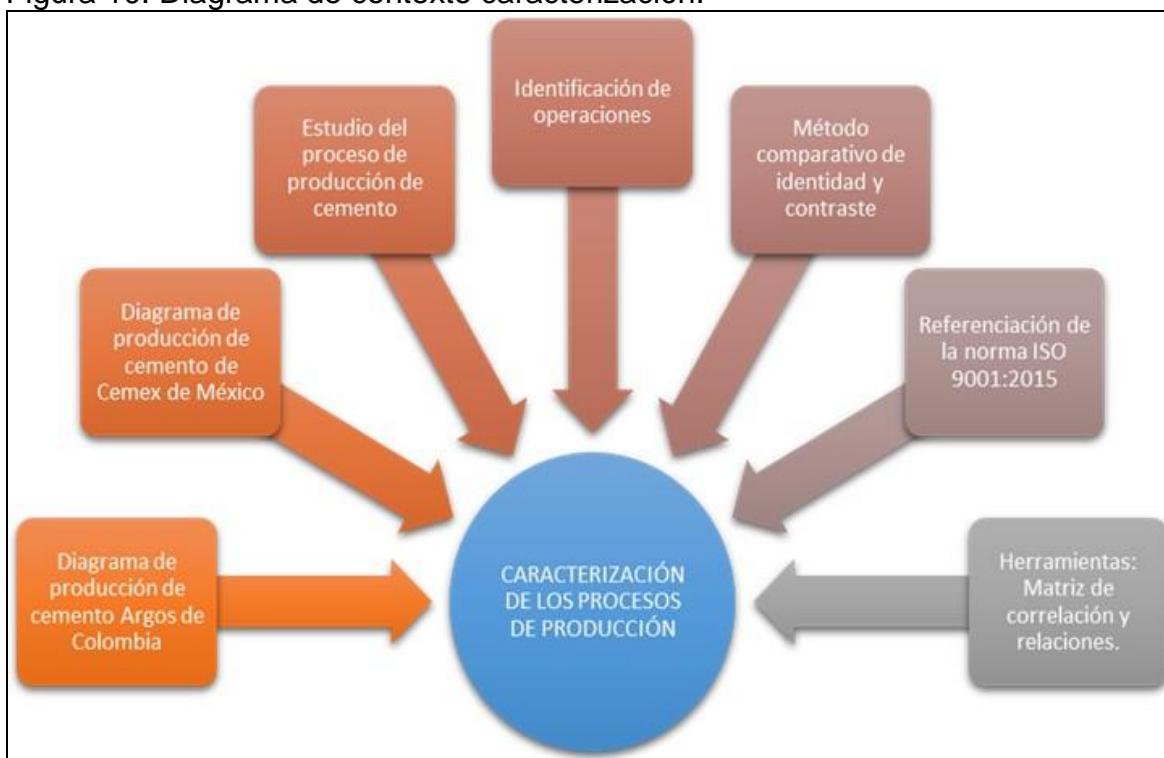 Figura 10. Diagrama de contexto caracterización.
Diagrama de
producción de
cemento Argos de
Colombia
Diagrama de
producción de
cemento de
Cemex de México
Estudio del
proceso de
producción de
cemento
Identificación de
operaciones
Método
comparativo de
identidad y
contraste
Referenciación de
la norma ISO
9001:2015
Herramientas:
Matriz de
correlación y
relaciones.
CARACTERIZACIÓN
DE LOS PROCESOS
DE PRODUCCIÓN